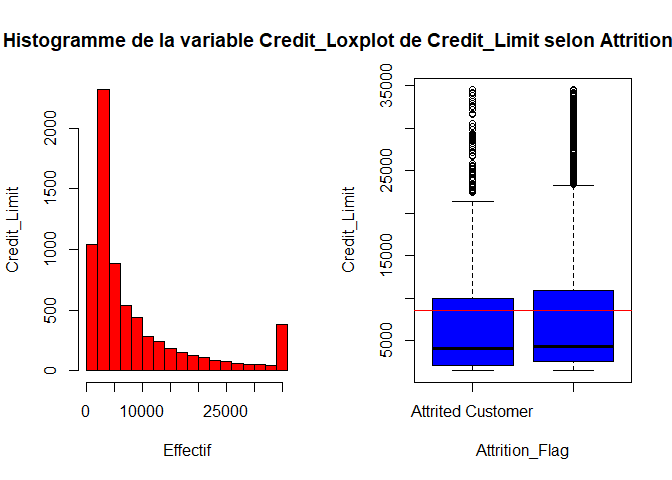 Histogramme de la variable Credit_Loxplot de Credit_Limit selon Attrition
Credit_Limit
0 500 1000 1500 2000
0 10000 25000
Effectif
Credit_Limit
5000 15000 25000 35000
Attrited Customer
Attrition_Flag